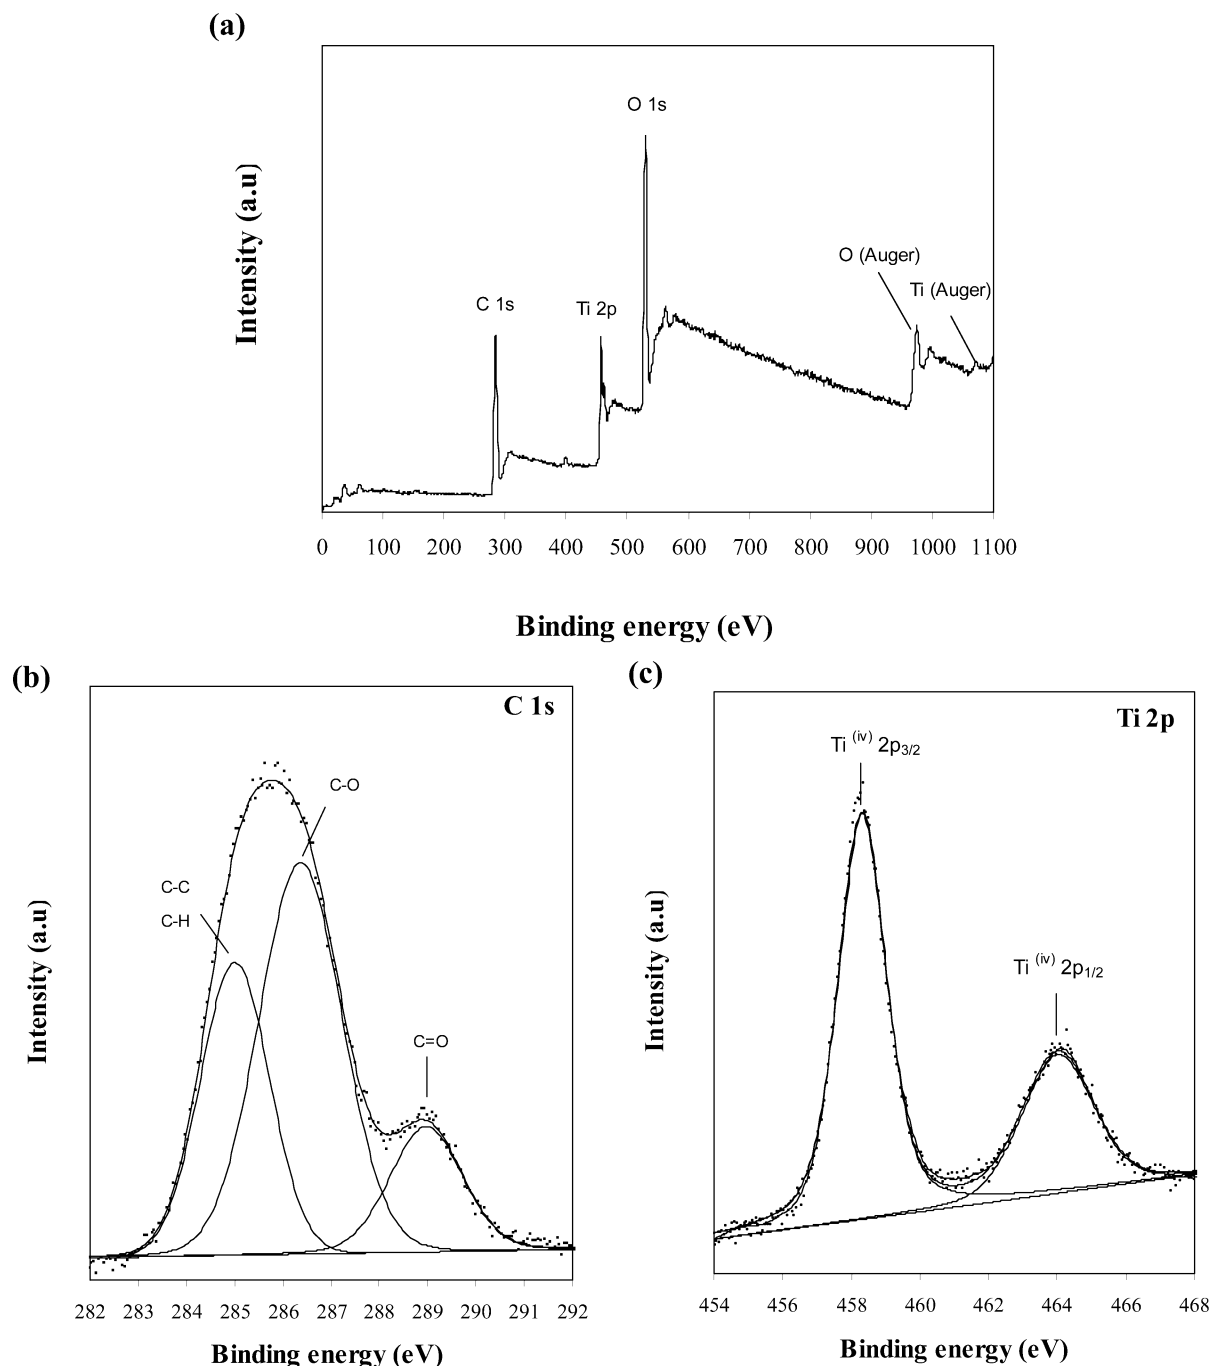 (a)
Intensity (a.u)
O 1s
C 1s
Ti 2p
O (Auger)
Ti (Auger)
0 100 200 300 400 500 600 700 800 900 1000 1100
Binding energy (eV)
(b)
C 1s
Intensity (a.u)
C-O
C-C
C-H
C=O
282 283 284 285 286 287 288 289 290 291 292
Binding energy (eV)
(c)
Ti 2p
Intensity (a.u)
Ti (iv) 2p3/2
Ti (iv) 2p1/2
454 456 458 460 462 464 466 468
Binding energy (eV)